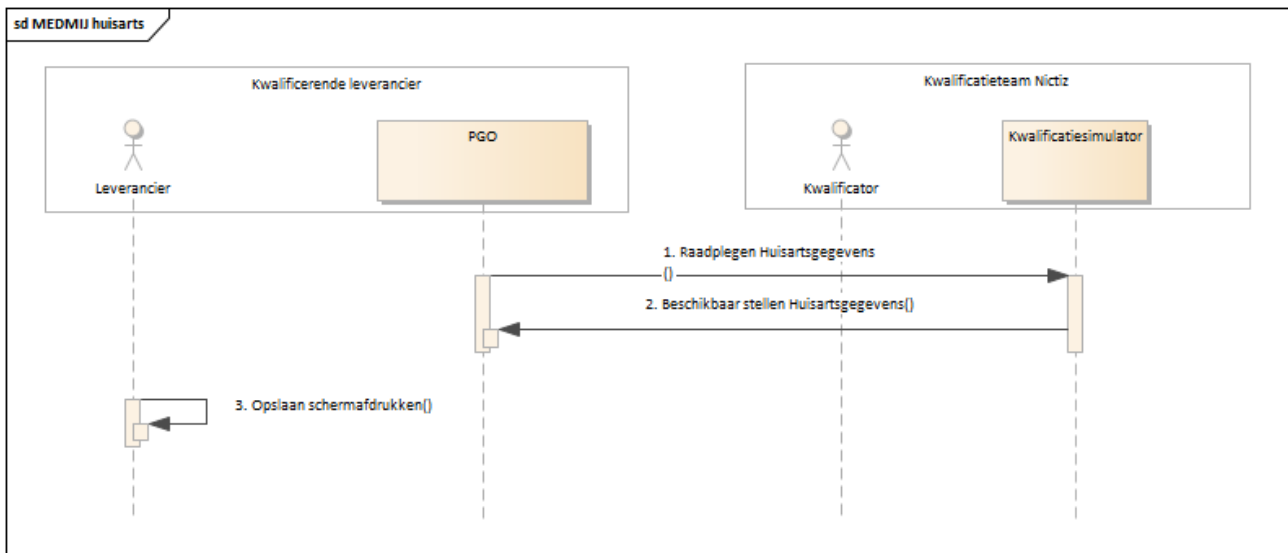 sd MEDMIJ huisarts
Kwalificerende leverancier
Kwalificatieteam Nictiz
PGO
Kwalificatiesimulator
Leverancier
Kwalificator
1. Raadplegen Huisartsgegevens
()
2. Beschikbaar stellen Huisartsgegevens()
3. Opslaan schermafdrukken()